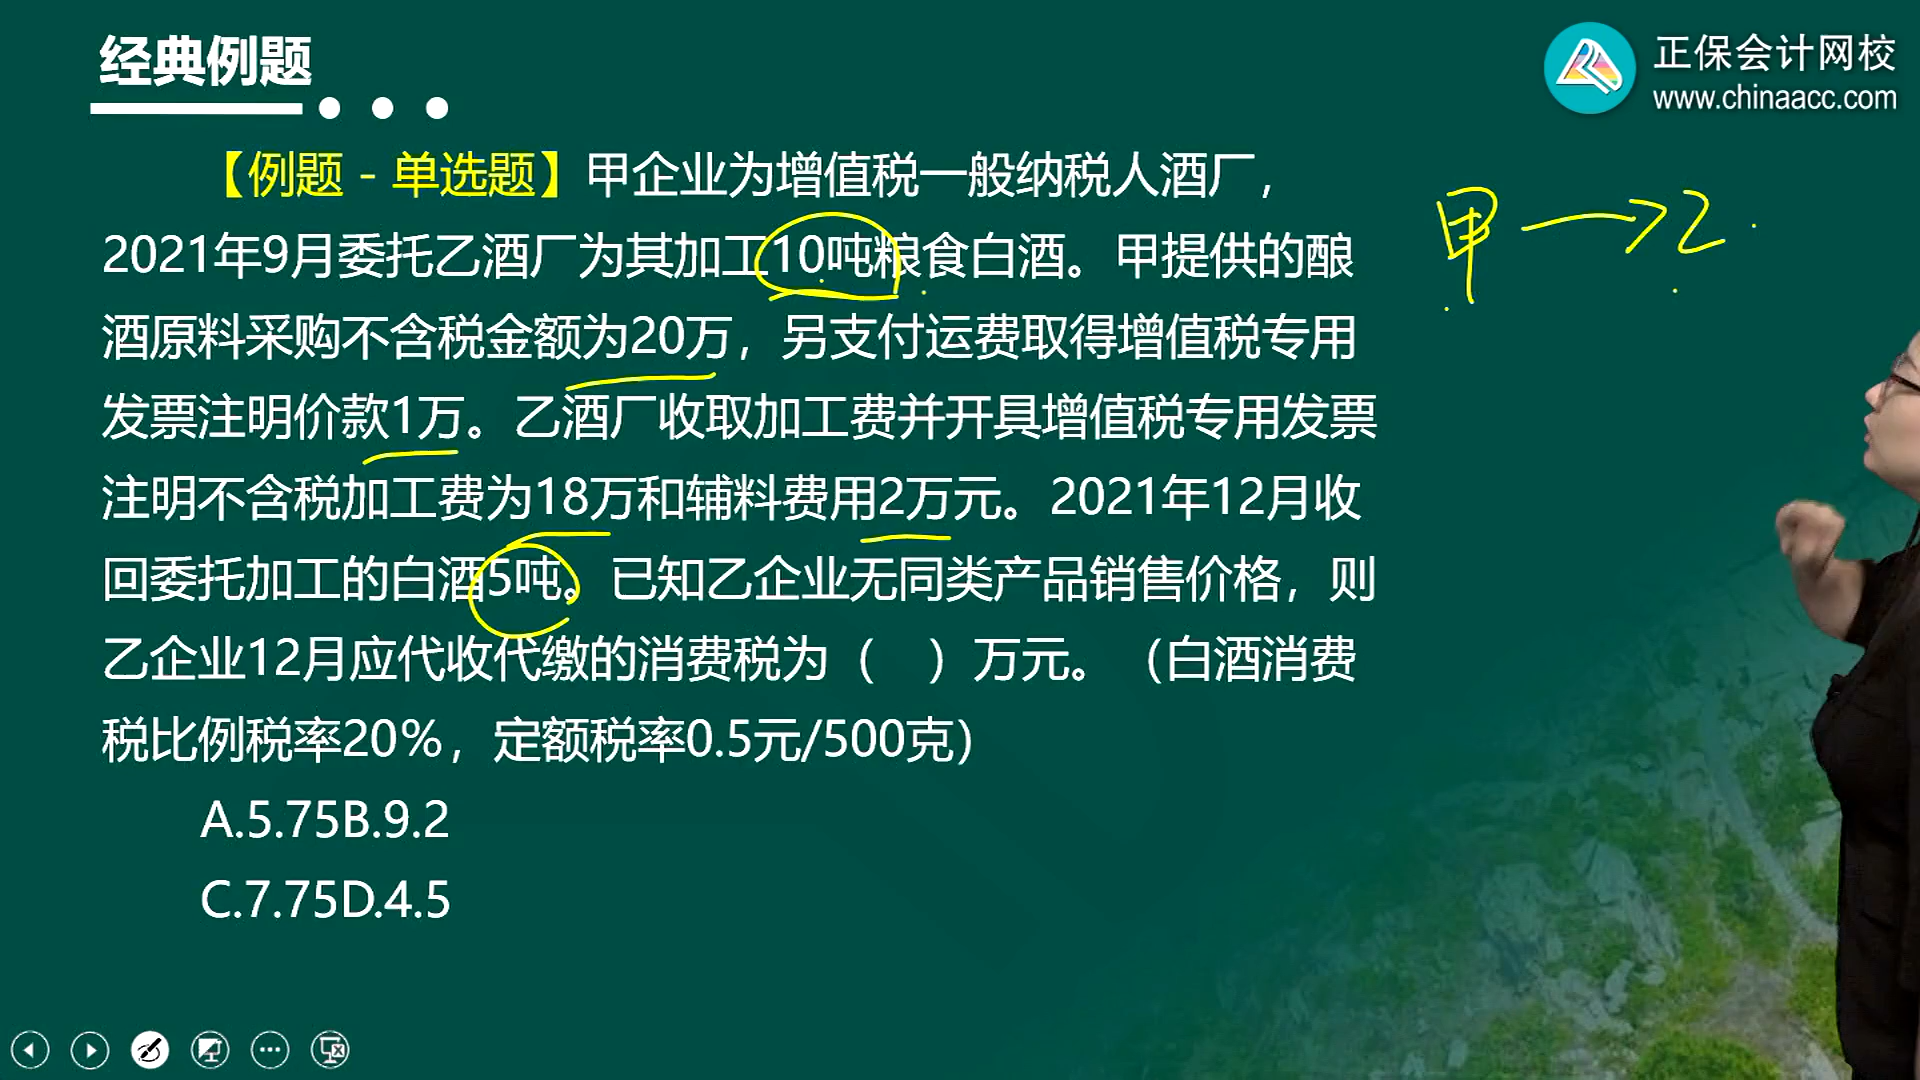 经典例题
正保会计网校
www.chinaacc.com
【例题－单选题】甲企业为增值税一般纳税人酒厂，
2021年9月委托乙酒厂为其加工10吨粮食白酒。甲提供的酿
酒原料采购不含税金额为20万，另支付运费取得增值税专用
发票注明价款1万。乙酒厂收取加工费并开具增值税专用发票
注明不含税加工费为18万和辅料费用2万元。2021年12月收
回委托加工的白酒5吨。已知乙企业无同类产品销售价格，则
乙企业12月应代收代缴的消费税为（　）万元。（白酒消费
税比例税率20%，定额税率0.5元/500克）
A.5.75B.9.2
C.7.75D.4.5
甲→乙